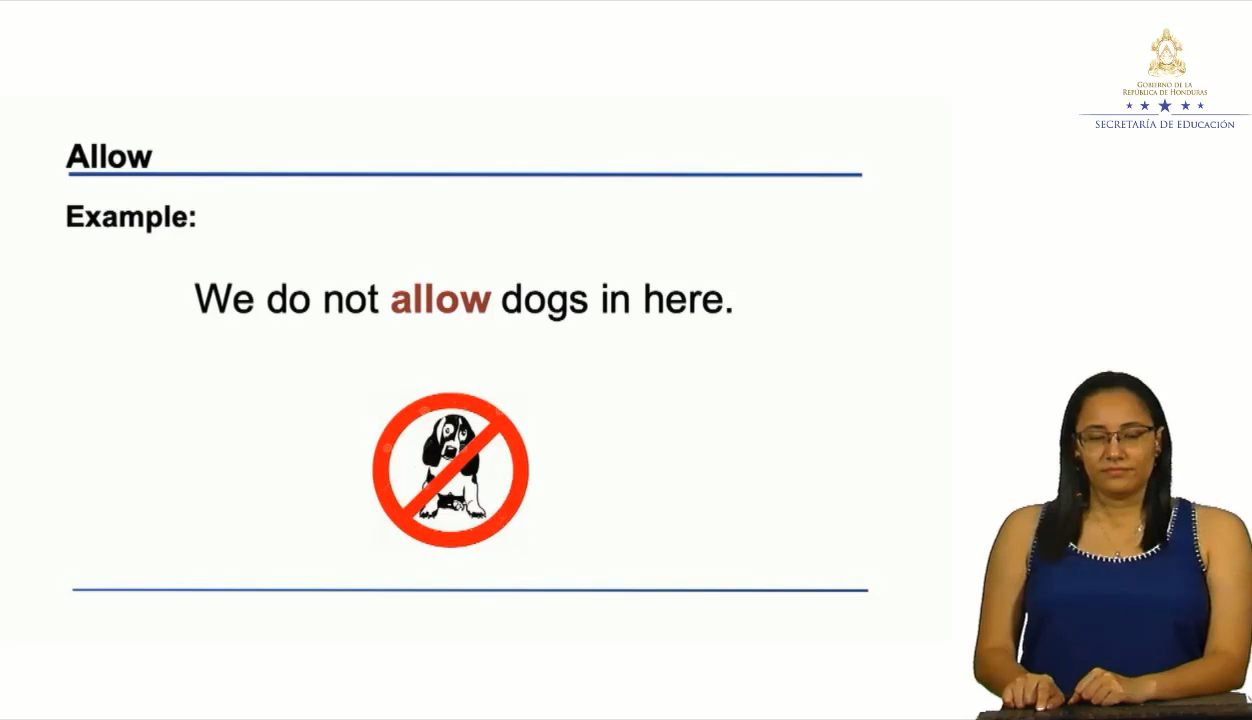 GOBIERNO DE LA
REPÚBLICA DE HONDURAS
SECRETARÍA DE EDUCACIÓN
Allow
Example:
We do not allow dogs in here.